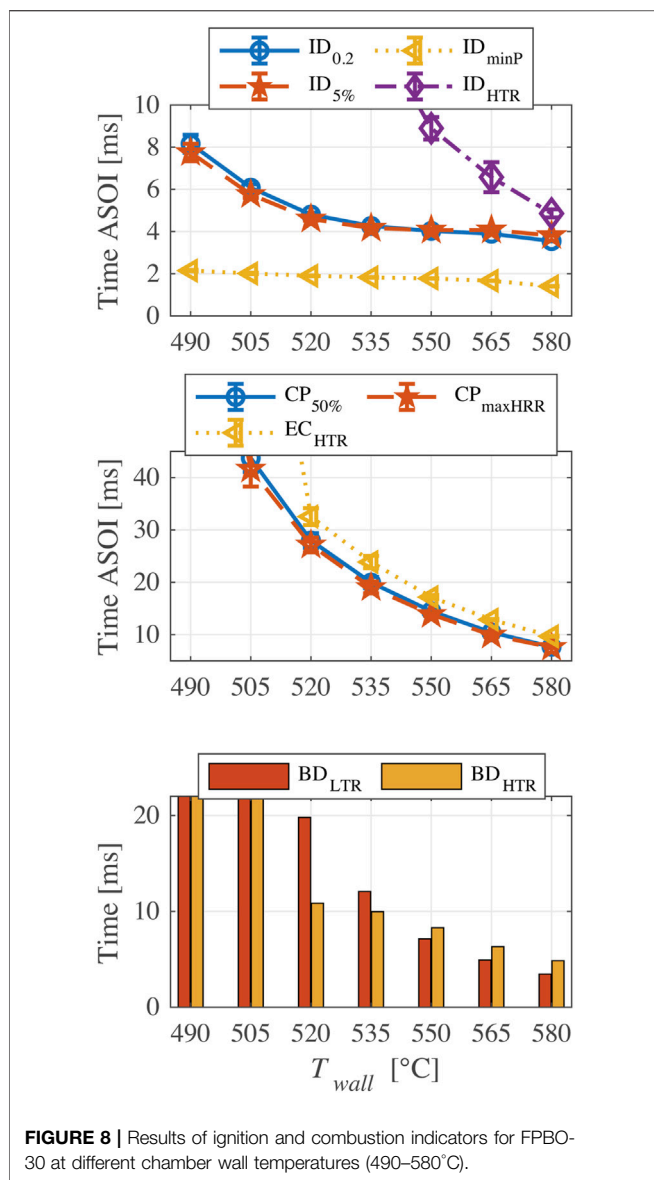 ID0.2 IDminP
ID5% IDHTR
Time ASOI [ms]
10
8
6
4
2
0
490 505 520 535 550 565 580
CP50% CPmaxHRR
ECHTR
Time ASOI [ms]
40
30
20
10
490 505 520 535 550 565 580
BDLTR BDHTR
Time [ms]
20
10
0
490 505 520 535 550 565 580
Twall [°C]
FIGURE 8 | Results of ignition and combustion indicators for FPBO-
30 at different chamber wall temperatures (490–580°C).